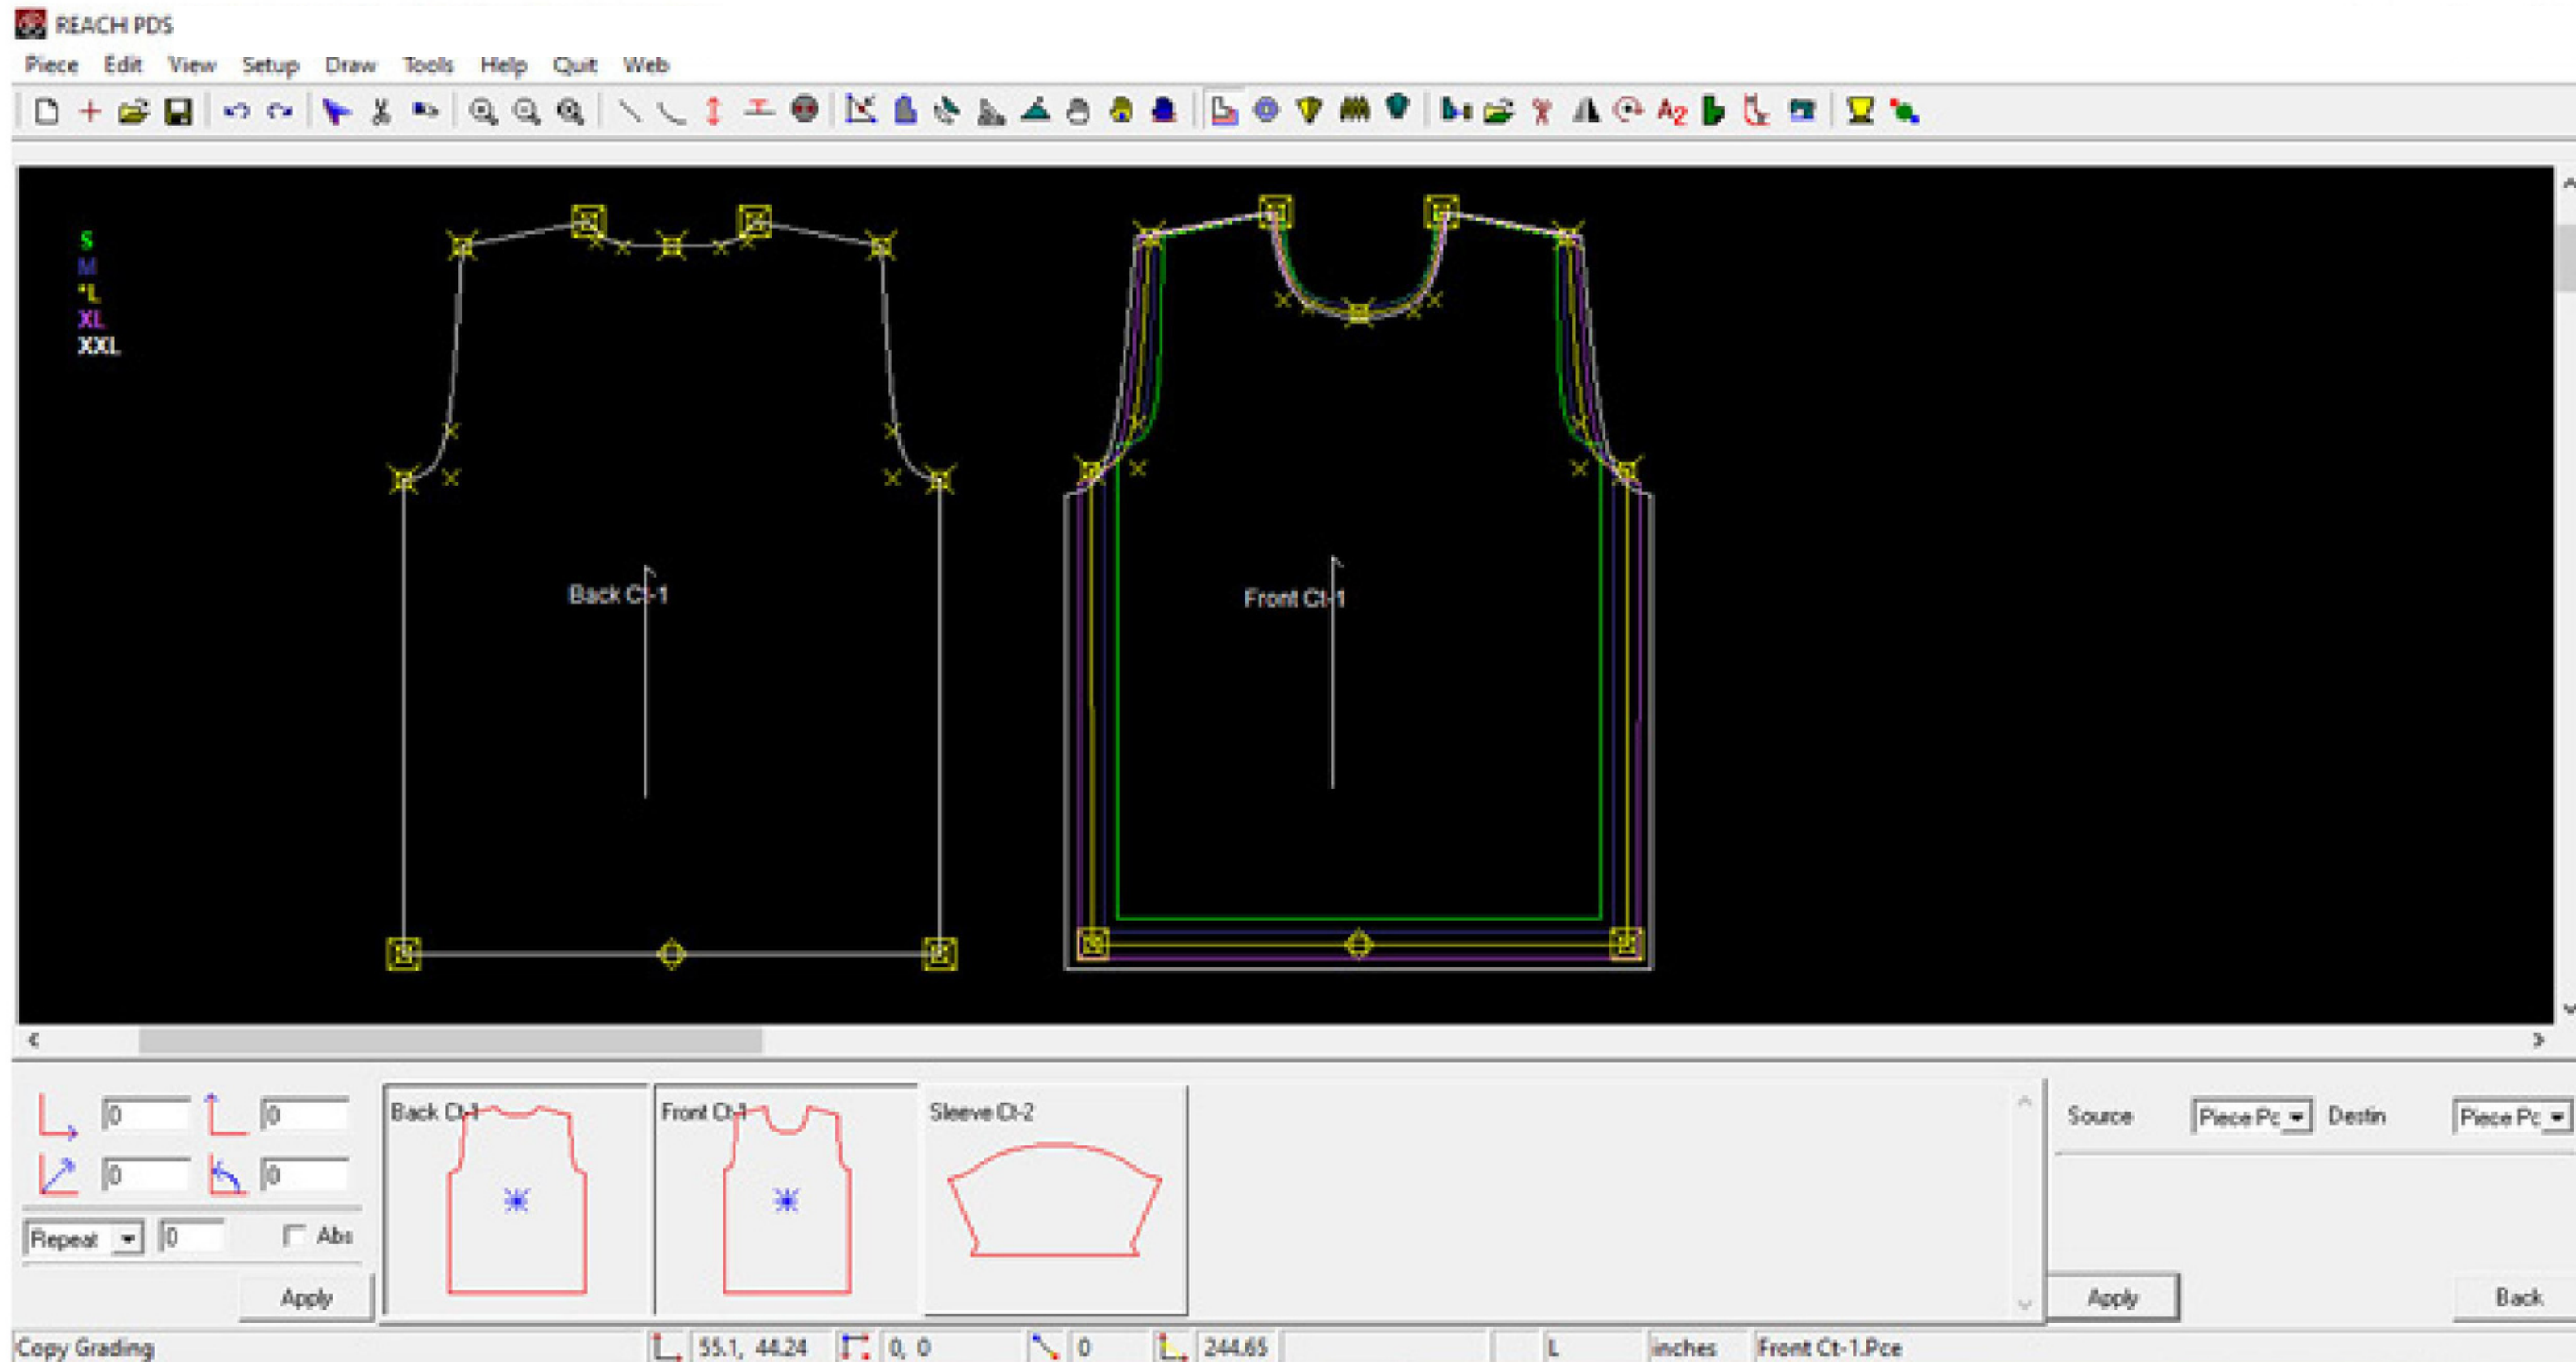 REACH PDS
Piece Edit View Setup Draw Tools Help Quit Web
S
M
*L
XL
XXL
Back Ct-1
Front Ct-1
0 0
0 0
Repeat 0 Abs
Apply
Back Ct-1
Front Ct-1
Sleeve Ct-2
Source Piece Pc Destin Piece Pc
Apply Back
Copy Grading 55.1, 44.24 0, 0 0 244.65 L inches Front Ct-1.Pce